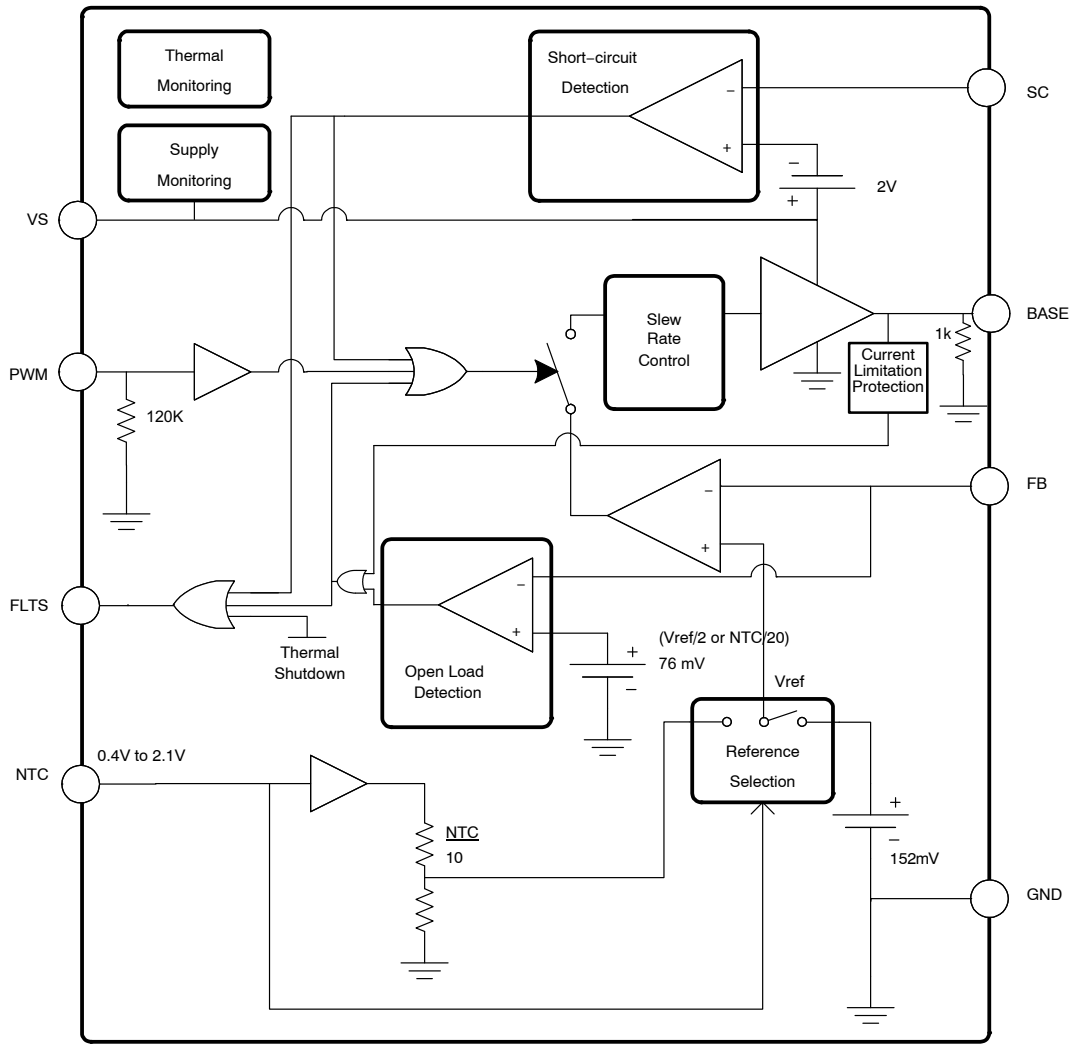 Thermal
Monitoring
Short−circuit
Detection
−
SC
Supply
Monitoring
+
−
2V
+
VS
BASE
Slew
Rate
Control
1k
Current
Limitation
Protection
PWM
120K
FB
−
+
−
FLTS
+
(Vref/2 or NTC/20)
+
76 mV
−
Thermal
Shutdown
Open Load
Detection
Vref
0.4V to 2.1V
NTC
Reference
Selection
+
−
152mV
NTC
10
GND